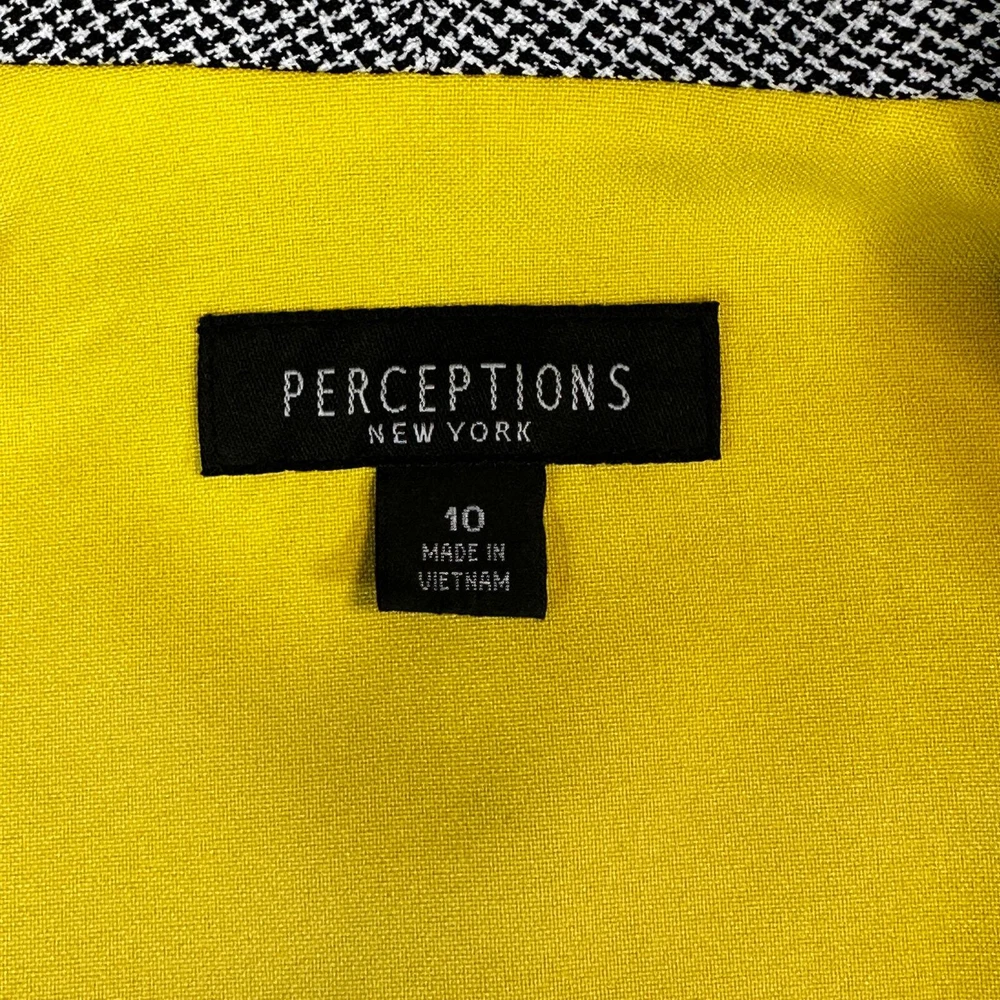 PERCEPTIONS
NEW YORK
10
MADE IN
VIETNAM